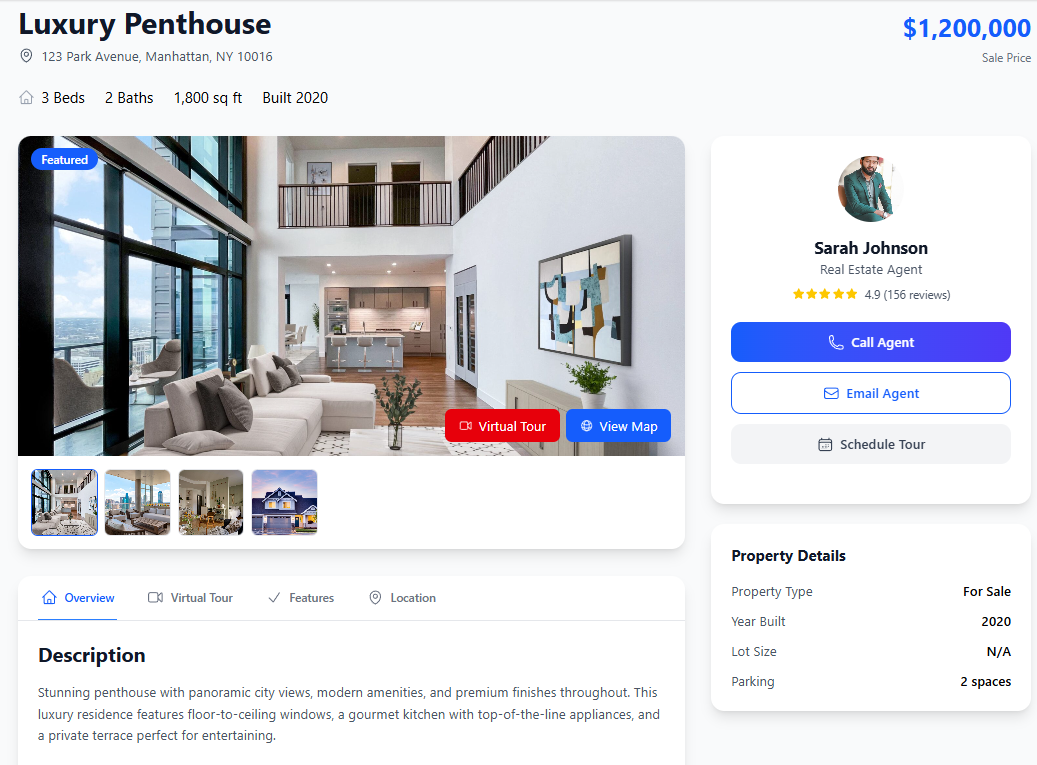 Luxury Penthouse
$1,200,000
123 Park Avenue, Manhattan, NY 10016
Sale Price
3 Beds 2 Baths 1,800 sq ft Built 2020
Featured
Virtual Tour View Map
Sarah Johnson
Real Estate Agent
4.9 (156 reviews)
Call Agent
Email Agent
Schedule Tour
Overview Virtual Tour Features Location
Description
Stunning penthouse with panoramic city views, modern amenities, and premium finishes throughout. This
luxury residence features floor-to-ceiling windows, a gourmet kitchen with top-of-the-line appliances, and
a private terrace perfect for entertaining.
Property Details
Property Type For Sale
Year Built 2020
Lot Size N/A
Parking 2 spaces